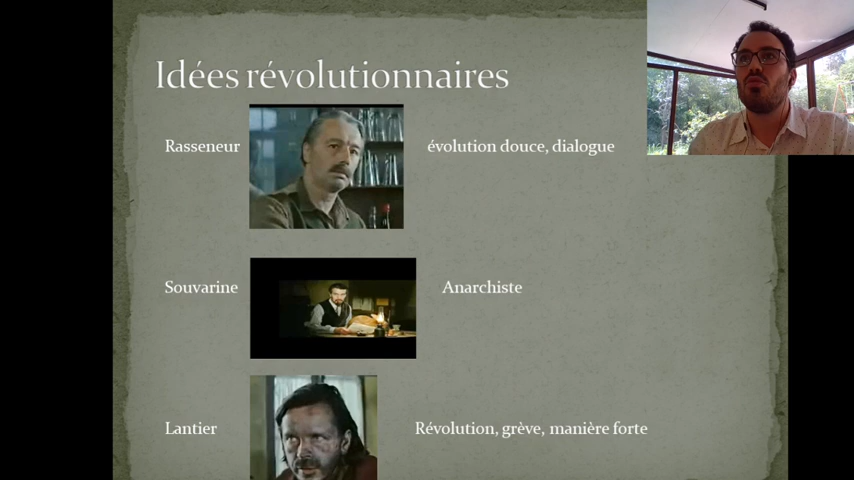 Idées révolutionnaires
Rasseneur
évolution douce, dialogue
Souvarine
Anarchiste
Lantier
Révolution, grève, manière forte